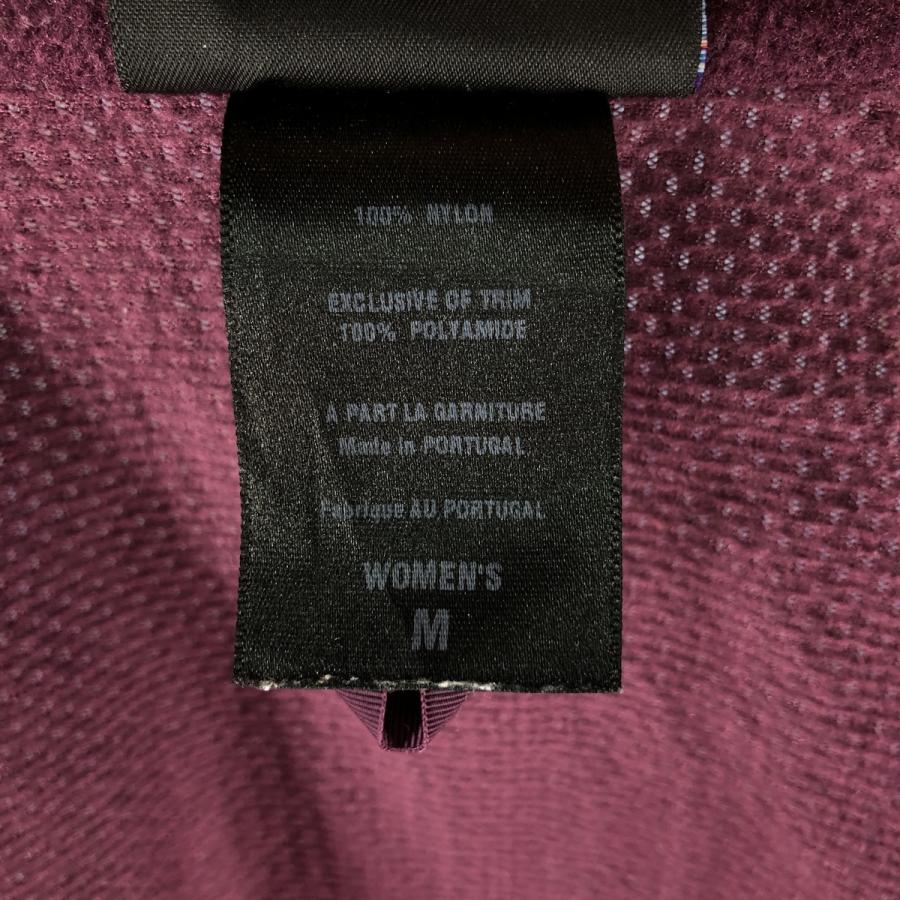 100% NYLON
EXCLUSIVE OF TRIM
100% POLYAMIDE
A PART LA GARNITURE
Made in PORTUGAL
Fabrique AU PORTUGAL
WOMEN'S
M